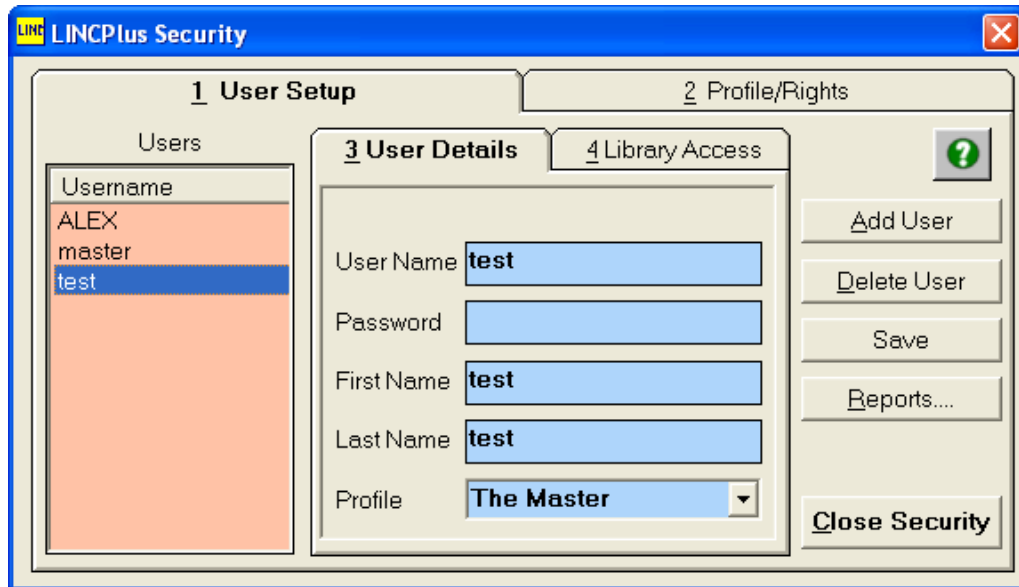 LINC LINCPlus Security
1 User Setup
2 Profile/Rights
Users
3 User Details
4 Library Access
Username
ALEX
master
test
User Name test
Password
First Name test
Last Name test
Profile The Master
?
Add User
Delete User
Save
Reports....
Close Security